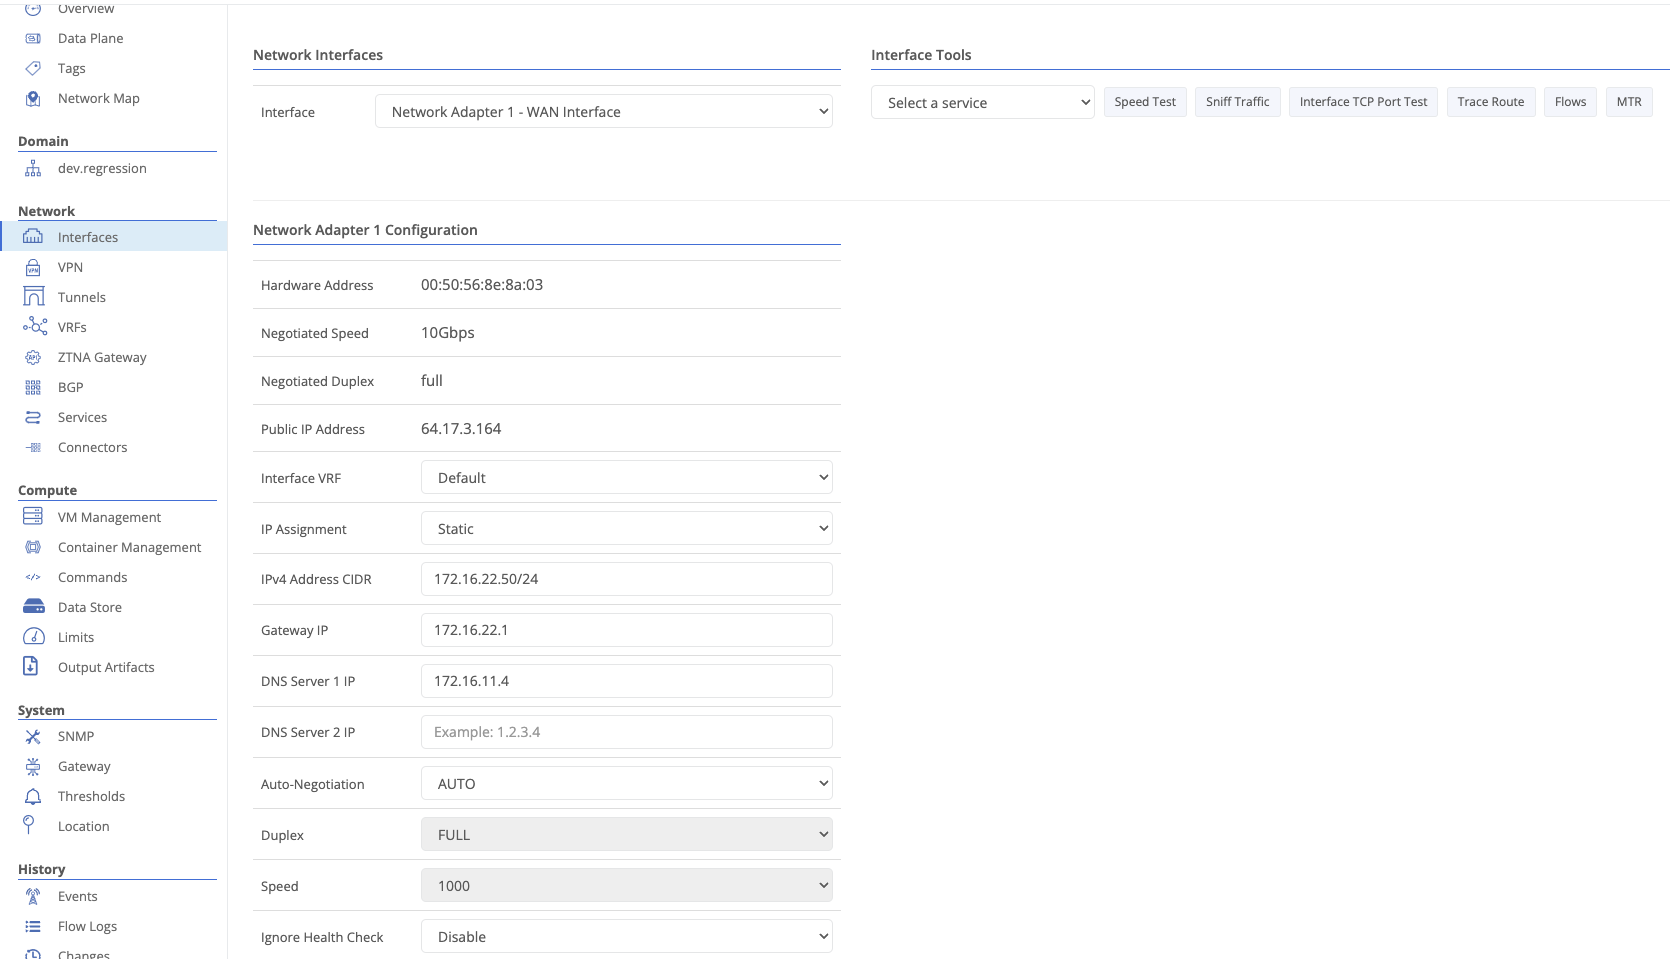 Overview
Data Plane
Tags
Network Map
Domain
dev.regression
Network
Interfaces
VPN
Tunnels
VRFs
ZTNA Gateway
BGP
Services
Connectors
Compute
VM Management
Container Management
Commands
Data Store
Limits
Output Artifacts
System
SNMP
Gateway
Thresholds
Location
History
Events
Flow Logs
Changes
Network Interfaces
Interface Network Adapter 1 - WAN Interface
Interface Tools
Select a service Speed Test Sniff Traffic Interface TCP Port Test Trace Route Flows MTR
Network Adapter 1 Configuration
Hardware Address 00:50:56:8e:8a:03
Negotiated Speed 10Gbps
Negotiated Duplex full
Public IP Address 64.17.3.164
Interface VRF Default
IP Assignment Static
IPv4 Address CIDR 172.16.22.50/24
Gateway IP 172.16.22.1
DNS Server 1 IP 172.16.11.4
DNS Server 2 IP Example: 1.2.3.4
Auto-Negotiation AUTO
Duplex FULL
Speed 1000
Ignore Health Check Disable